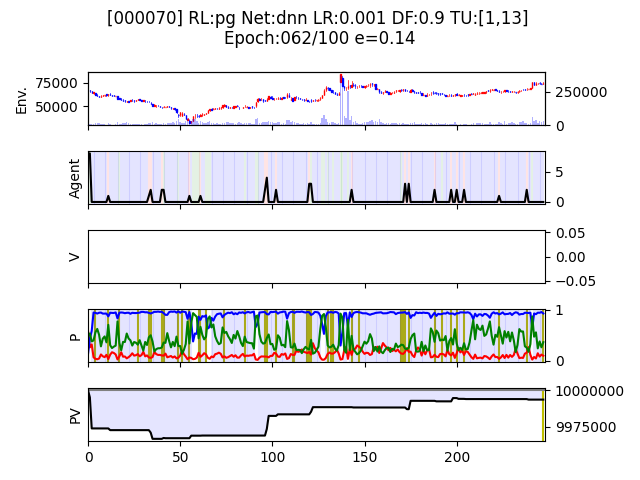 [000070] RL:pg Net:dnn LR:0.001 DF:0.9 TU:[1,13]
Epoch:062/100 e=0.14
Env.
75000
50000
250000
0
Agent
5
0
V
0.05
0.00
−0.05
P
1
0
PV
10000000
9975000
0 50 100 150 200